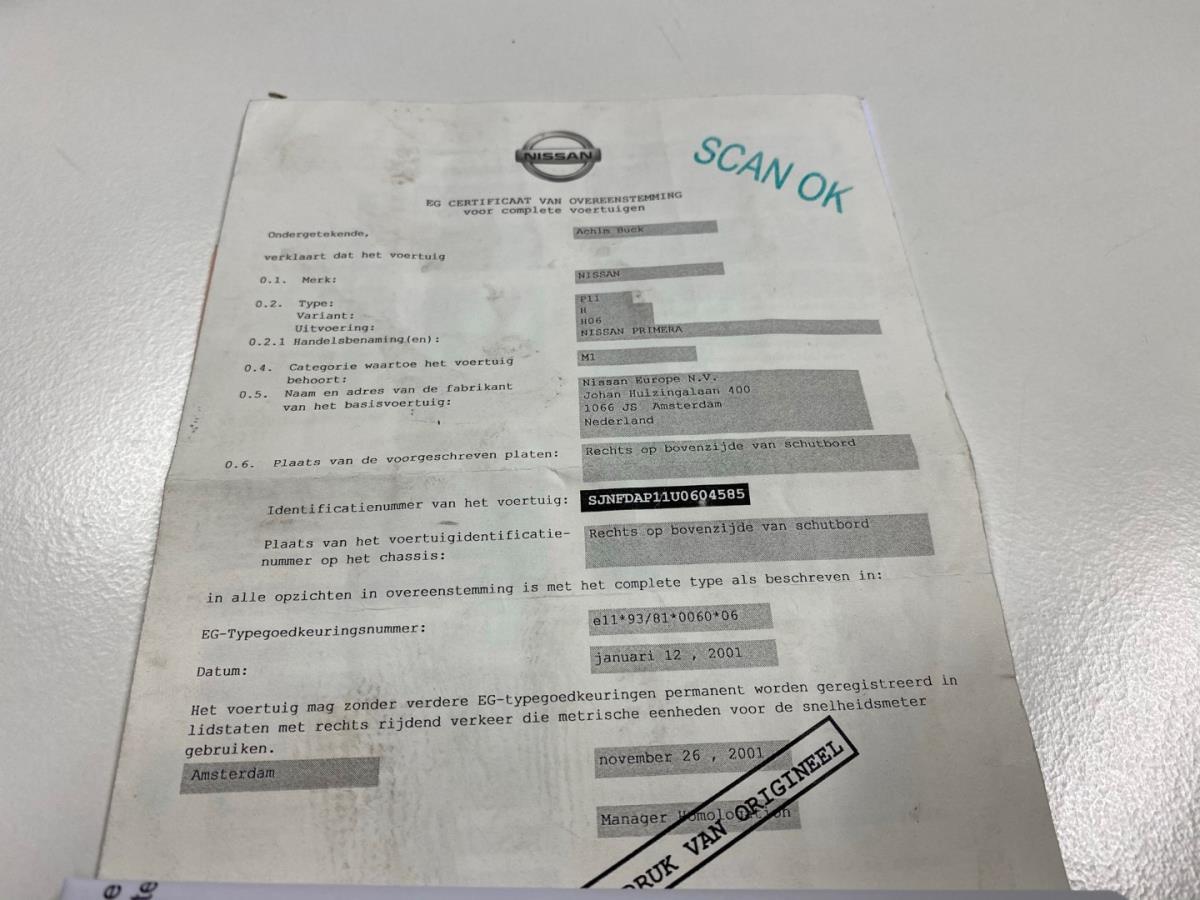 NISSAN
SCAN OK
EG CERTIFICAAT VAN OVEREENSTEMMING
voor complete voertuigen
Ondergetekende, Achim Buck
verklaart dat het voertuig
0.1. Merk: NISSAN
0.2. Type: P11
Variant: H
Uitvoering: H06
0.2.1 Handelsbenaming(en): NISSAN PRIMERA
0.4. Categorie waartoe het voertuig M1
behoort:
0.5. Naam en adres van de fabrikant Nissan Europe N.V.
van het basisvoertuig: Johan Huizingalaan 400
1066 JS Amsterdam
Nederland
0.6. Plaats van de voorgeschreven platen: Rechts op bovenzijde van schutbord
Identificatienummer van het voertuig: SJNFDAP11U0604585
Plaats van het voertuigidentificatie- Rechts op bovenzijde van schutbord
nummer op het chassis:
in alle opzichten in overeenstemming is met het complete type als beschreven in:
EG-Typegoedkeuringsnummer: e11*93/81*0060*06
Datum: januari 12 , 2001
Het voertuig mag zonder verdere EG-typegoedkeuringen permanent worden geregistreerd in
lidstaten met rechts rijdend verkeer die metrische eenheden voor de snelheidsmeter
gebruiken.
Amsterdam november 26 , 2001
Manager Homologation
DRUK VAN ORIGINEEL
e
te